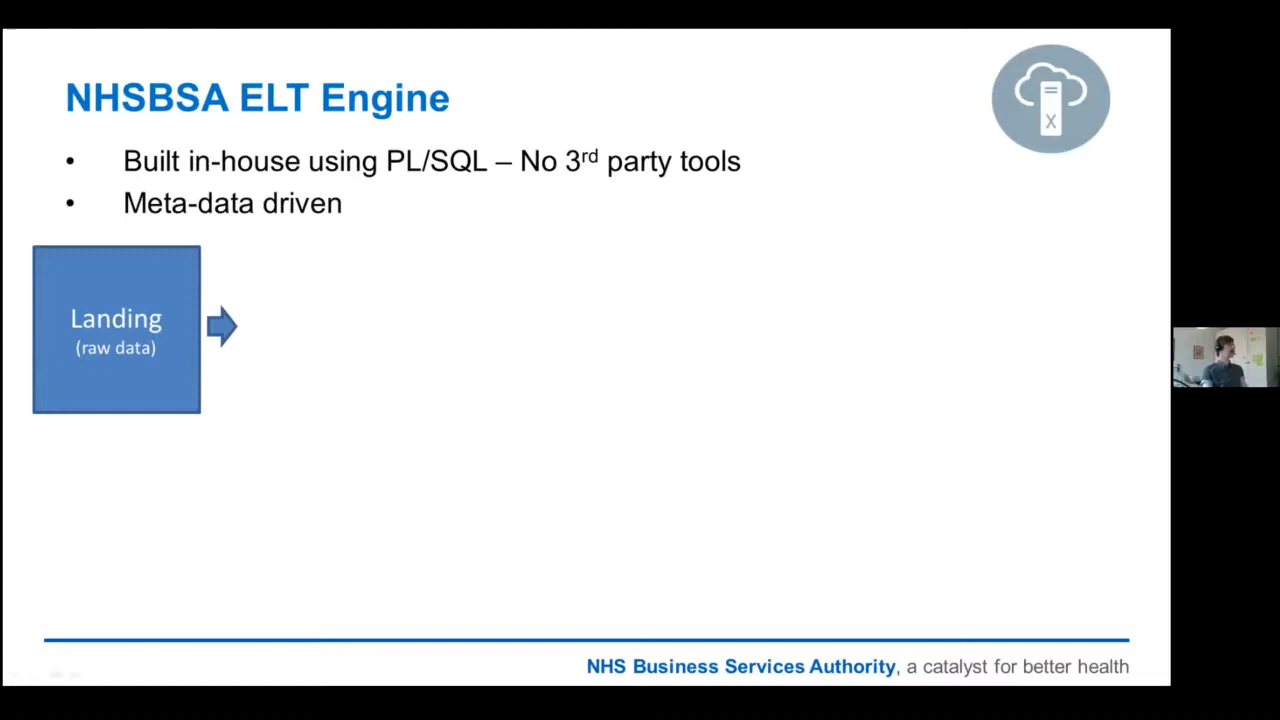 NHSBSA ELT Engine
• Built in-house using PL/SQL – No 3rd party tools
• Meta-data driven
Landing
(raw data)
X
NHS Business Services Authority, a catalyst for better health